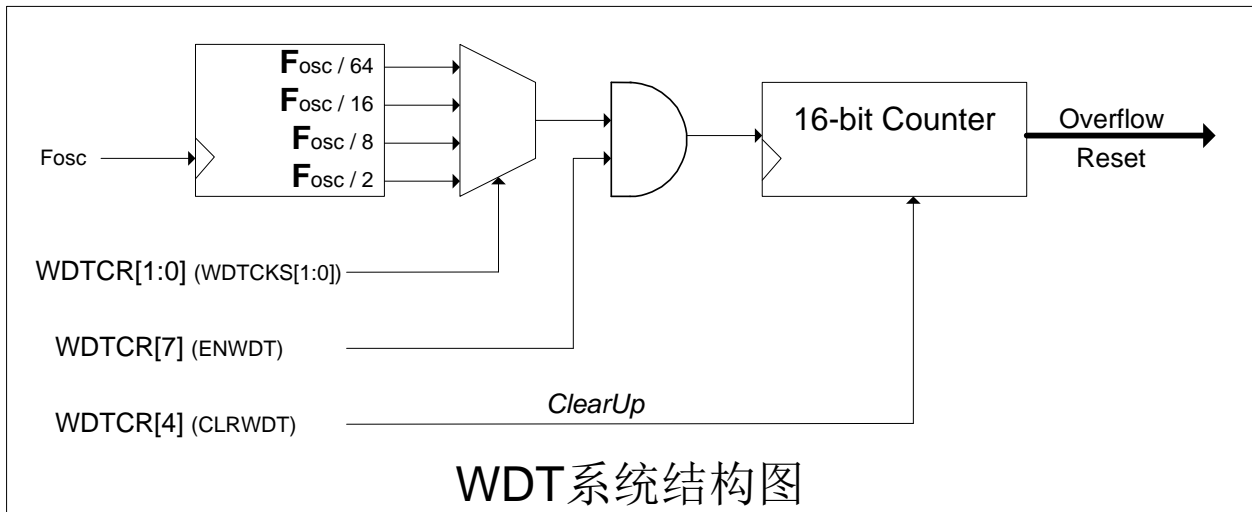 Fosc / 64
Fosc / 16
Fosc / 8
Fosc / 2
Fosc
16-bit Counter
Overflow
Reset
WDTCR[1:0] (WDTCKS[1:0])
WDTCR[7] (ENWDT)
WDTCR[4] (CLRWDT)
ClearUp
WDT系统结构图